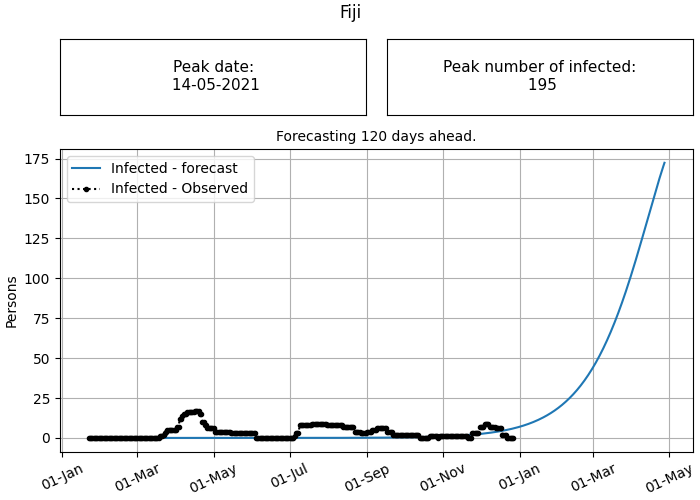 Fiji
Peak date:
14-05-2021
Peak number of infected:
195
Forecasting 120 days ahead.
Infected - forecast
Infected - Observed
Persons
175
150
125
100
75
50
25
0
01-Jan
01-Mar
01-May
01-Jul
01-Sep
01-Nov
01-Jan
01-Mar
01-May